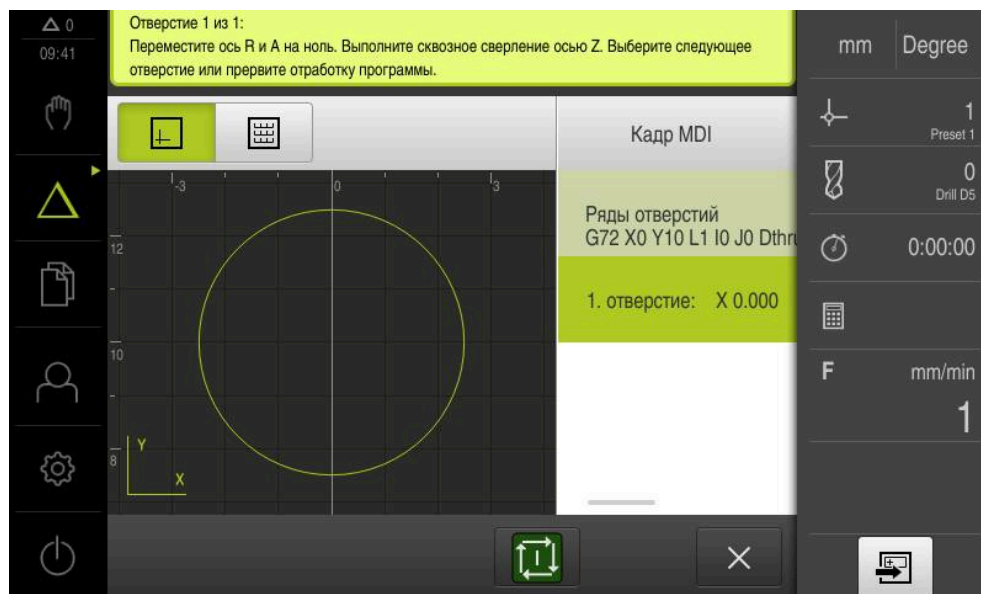 0
09:41
Отверстие 1 из 1:
Переместите ось R и A на ноль. Выполните сквозное сверление осью Z. Выберите следующее
отверстие или прервите отработку программы.
mm Degree
Кадр MDI
1
Preset 1
0
Drill D5
-3 0 3
12
10
8
Y
X
Ряды отверстий
G72 X0 Y10 L1 I0 J0 Dthru
1. отверстие: X 0.000
0:00:00
F mm/min
1